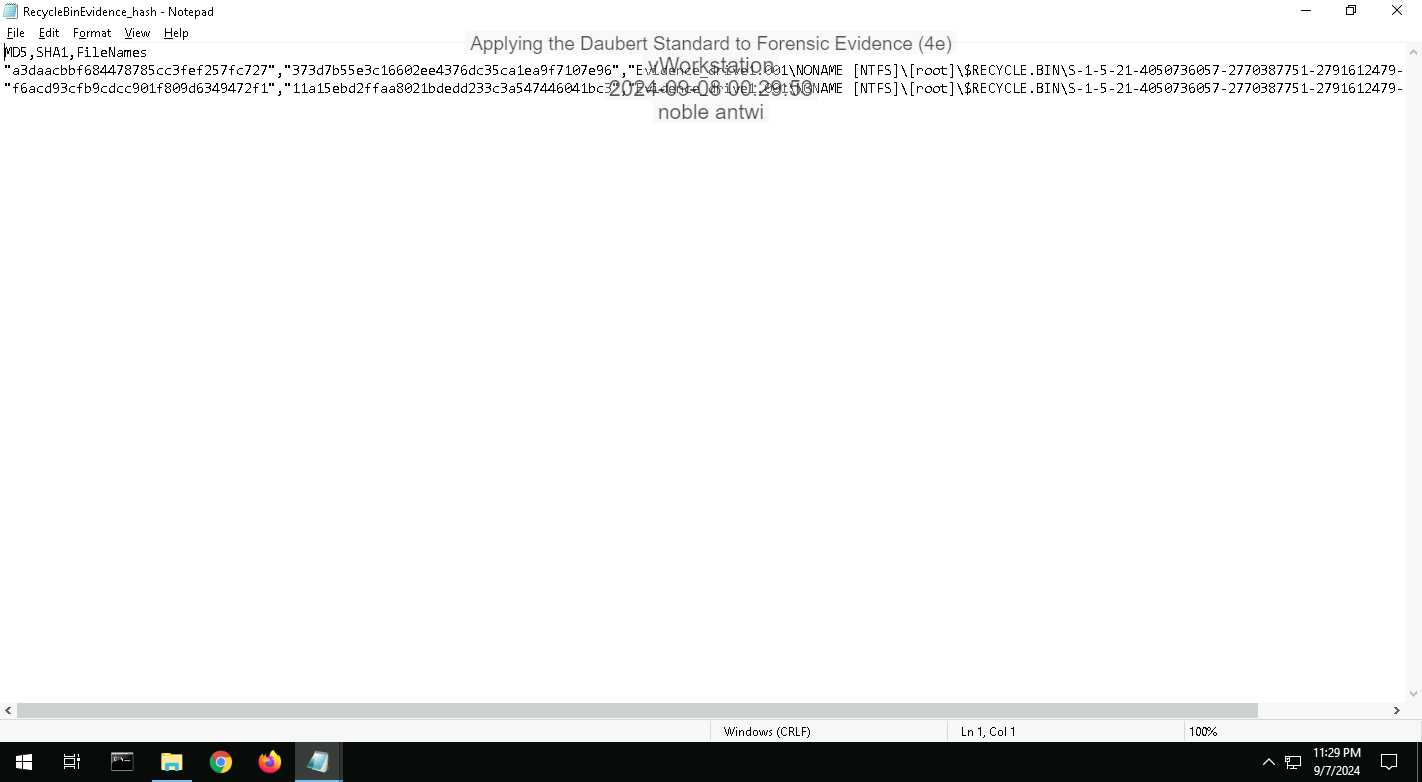 RecycleBinEvidence_hash - Notepad
File Edit Format View Help
Applying the Daubert Standard to Forensic Evidence (4e)
vWorkstation
2024-09-08 00:29:53
noble antwi
MD5,SHA1,FileNames
"a3daacbbf684478785cc3fef257fc727","373d7b55e3c16602ee4376dc35ca1ea9f7107e96","Evidence_drive1.001\NONAME [NTFS]\[root]\$RECYCLE.BIN\S-1-5-21-4050736057-2770387751-2791612479-
"f6acd93cfb9cdcc901f809d6349472f1","11a15ebd2ffaa8021bdedd233c3a547446041bc3","Evidence_drive1.001\NONAME [NTFS]\[root]\$RECYCLE.BIN\S-1-5-21-4050736057-2770387751-2791612479-
Windows (CRLF) Ln 1, Col 1 100%
11:29 PM
9/7/2024